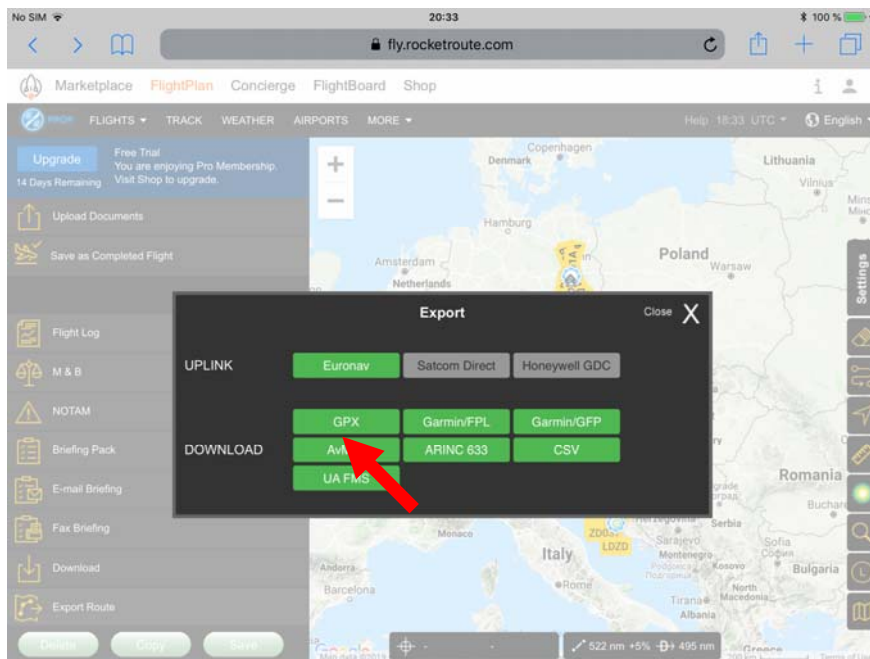 No SIM 20:33 100 %
fly.rocketroute.com
Marketplace FlightPlan Concierge FlightBoard Shop
FLIGHTS TRACK WEATHER AIRPORTS MORE Help 18:33 UTC English
Upgrade
14 Days Remaining
Free Trial
You are enjoying Pro Membership.
Visit Shop to upgrade.
Upload Documents
Save as Completed Flight
Flight Log
M & B
NOTAM
Briefing Pack
E-mail Briefing
Fax Briefing
Download
Export Route
Delete Copy Save
+
−
Copenhagen
Denmark
Lithuania
Vilnius
Hamburg
Amsterdam
Netherlands
Poland
Warsaw
Settings
Export Close X
UPLINK Euronav Satcom Direct Honeywell GDC
DOWNLOAD
GPX Garmin/FPL Garmin/GFP
ARINC 633 CSV
UA FMS
Romania
Monaco
LDZO
Serbia
Sarajevo
Montenegro
Kosovo
Sofia
София
Bulgaria
Italy
Andorra
Barcelona
Rome
North
Macedonia
Tirana
Albania
522 nm +5% 495 nm
Greece